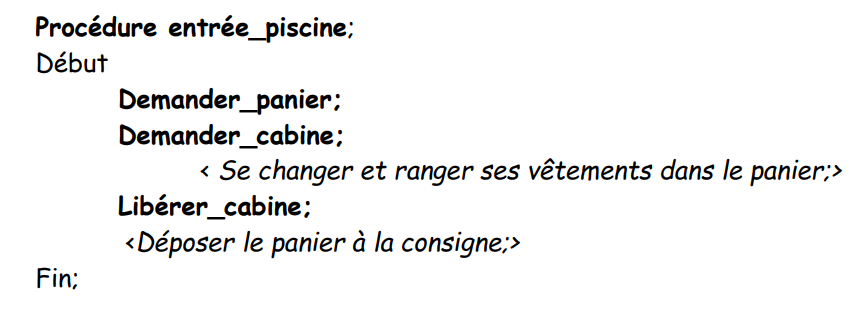 Procédure entrée_piscine;
Début
Demander_panier;
Demander_cabine;
< Se changer et ranger ses vêtements dans le panier;>
Libérer_cabine;
<Déposer le panier à la consigne;>
Fin;